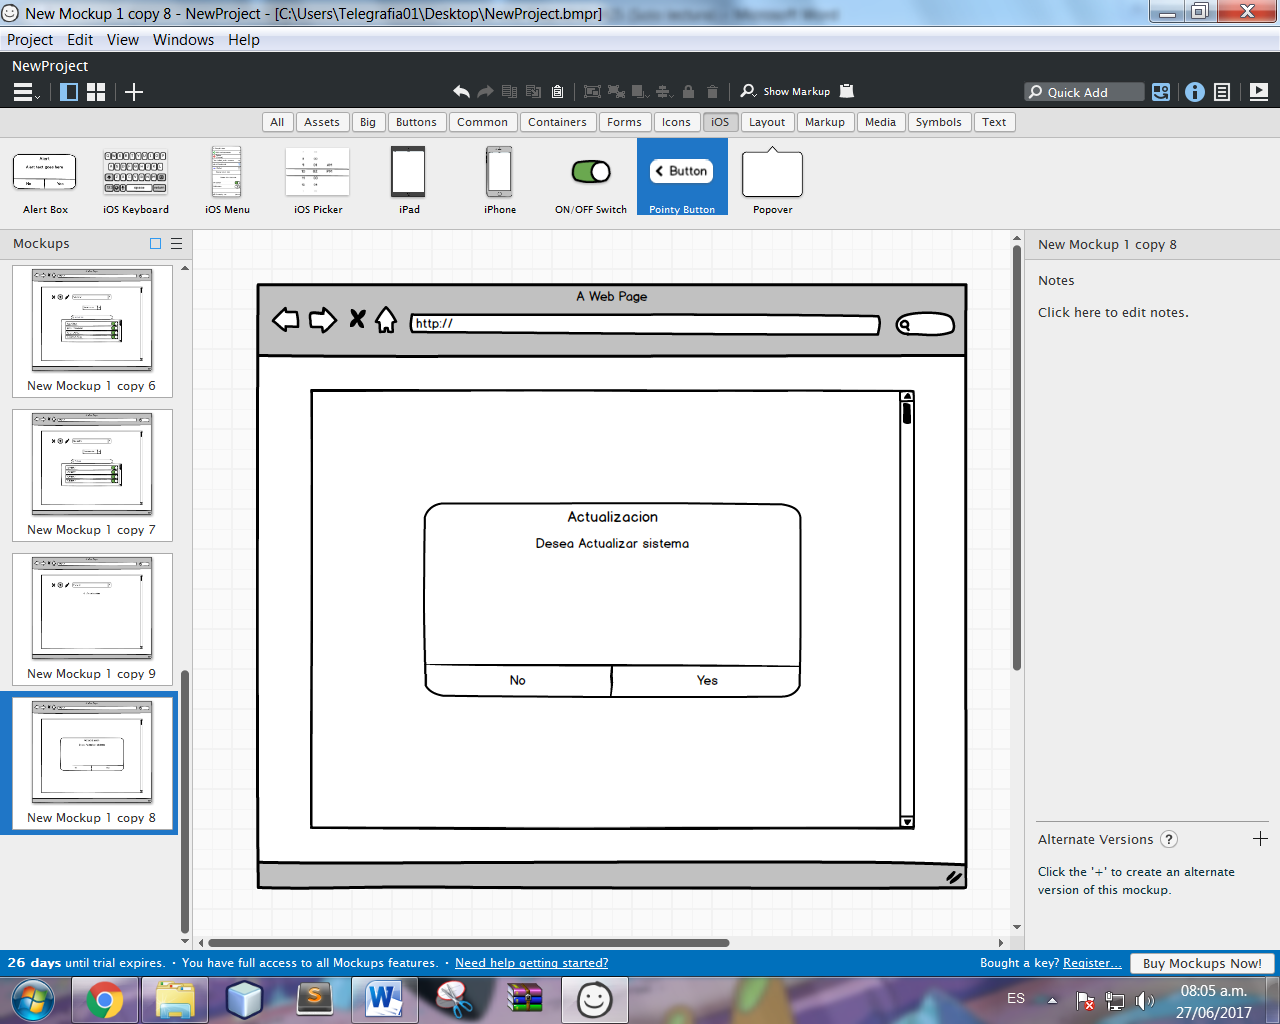 New Mockup 1 copy 8 - NewProject - [C:\Users\Telegrafia01\Desktop\NewProject.bmpr]
Project Edit View Windows Help
NewProject
Show Markup
Quick Add
All Assets Big Buttons Common Containers Forms Icons iOS Layout Markup Media Symbols Text
Alert
Alert text goes here
No Yes
Button
Alert Box iOS Keyboard iOS Menu iOS Picker iPad iPhone ON/OFF Switch Pointy Button Popover
Mockups
New Mockup 1 copy 6
New Mockup 1 copy 7
New Mockup 1 copy 9
New Mockup 1 copy 8
A Web Page
http://
Actualizacion
Desea Actualizar sistema
No Yes
New Mockup 1 copy 8
Notes
Click here to edit notes.
Alternate Versions ?
Click the '+' to create an alternate
version of this mockup.
26 days until trial expires. • You have full access to all Mockups features. • Need help getting started?
Bought a key? Register... Buy Mockups Now!
ES
08:05 a.m.
27/06/2017